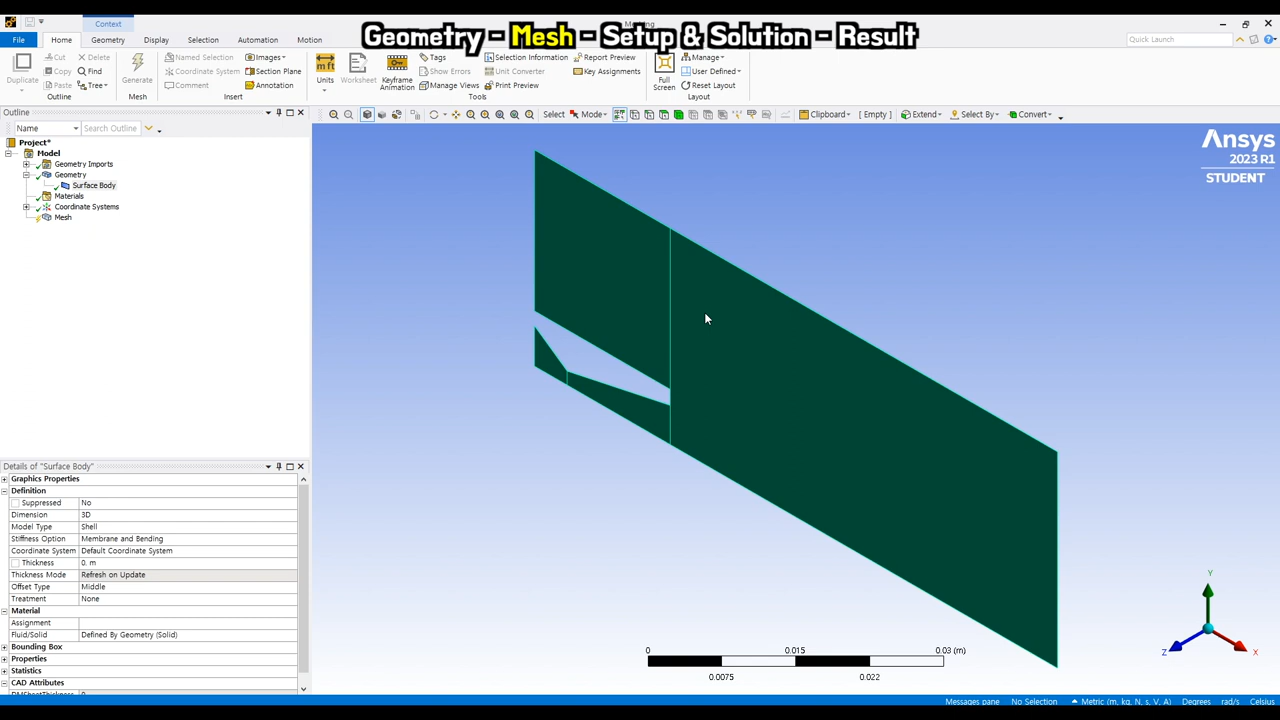 Context
Geometry - Mesh - Setup & Solution - Result
File
Home
Geometry
Display
Selection
Automation
Motion
Quick Launch
Duplicate
Cut
Copy
Paste
Delete
Find
Tree
Outline
Generate
Mesh
Named Selection
Coordinate System
Comment
Images
Section Plane
Annotation
Insert
Units
Worksheet
Keyframe
Animation
Tags
Show Errors
Manage Views
Selection Information
Unit Converter
Print Preview
Report Preview
Key Assignments
Tools
Full
Screen
Manage
User Defined
Reset Layout
Layout
Outline
Name
Search Outline
Select
Mode
Clipboard
[ Empty ]
Extend
Select By
Convert
Project*
Model
Geometry Imports
Geometry
Surface Body
Materials
Coordinate Systems
Mesh
Ansys
2023 R1
STUDENT
Details of "Surface Body"
Graphics Properties
Definition
Suppressed No
Dimension 3D
Model Type Shell
Stiffness Option Membrane and Bending
Coordinate System Default Coordinate System
Thickness 0. m
Thickness Mode Refresh on Update
Offset Type Middle
Treatment None
Material
Assignment
Fluid/Solid Defined By Geometry (Solid)
Bounding Box
Properties
Statistics
CAD Attributes
0 0.015 0.03 (m)
0.0075 0.022
Y
Z
X
Messages pane No Selection Metric (m, kg, N, s, V, A) Degrees rad/s Celsius